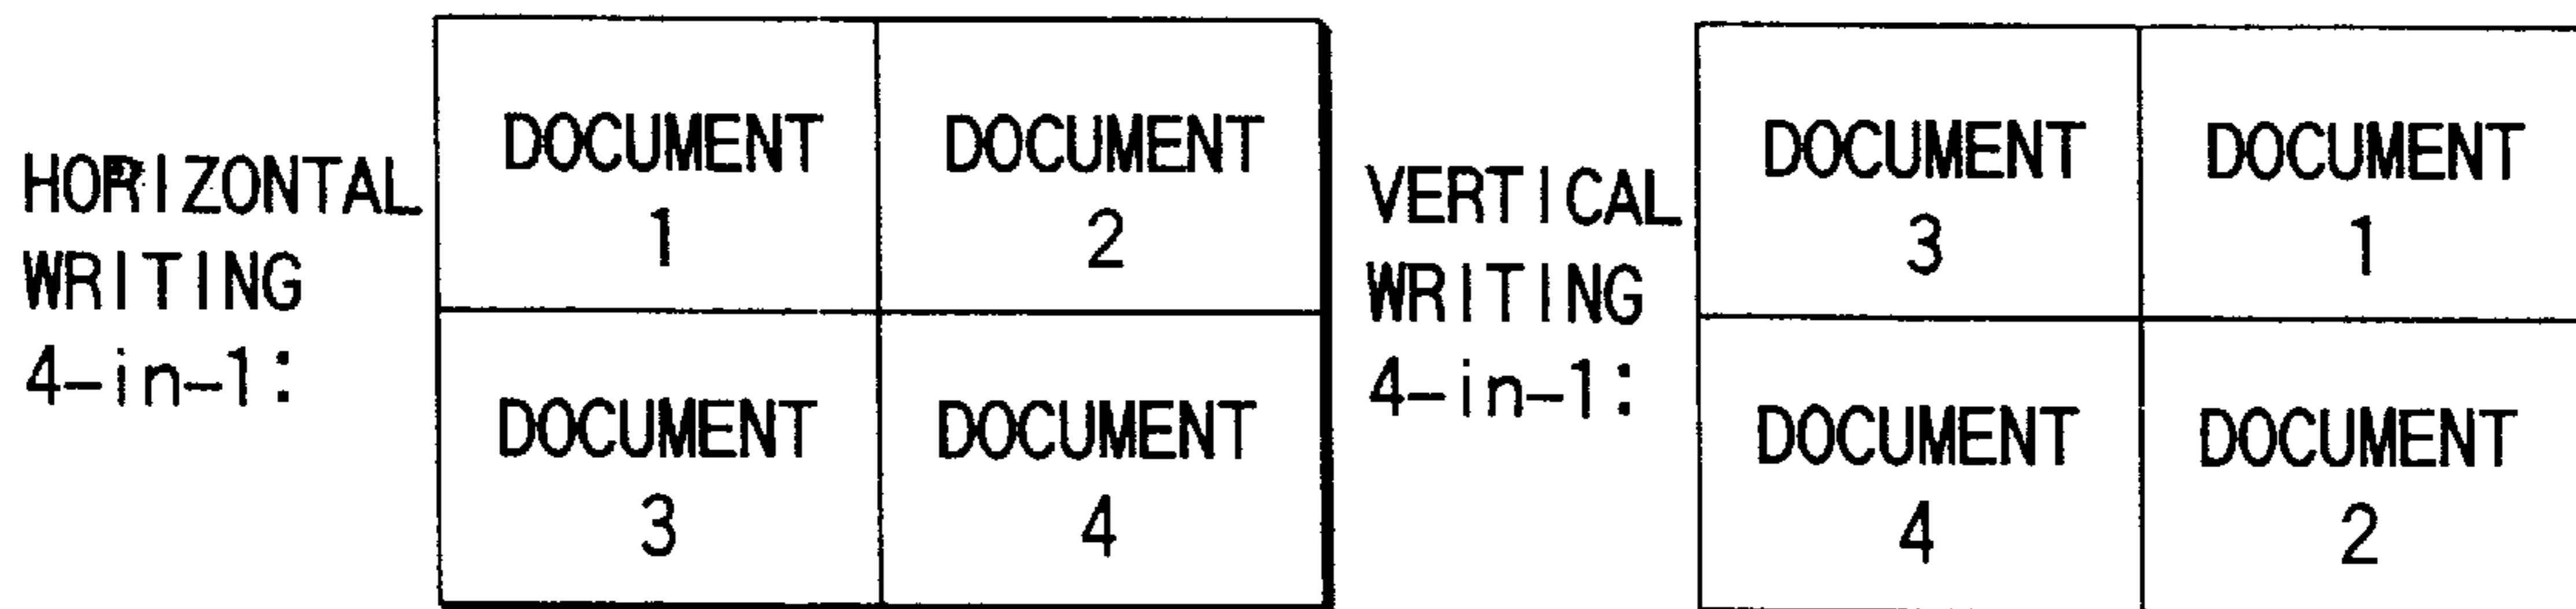 HORIZONTAL
WRITING
4-in-1:
DOCUMENT
1
DOCUMENT
2
DOCUMENT
3
DOCUMENT
4
VERTICAL
WRITING
4-in-1:
DOCUMENT
3
DOCUMENT
1
DOCUMENT
4
DOCUMENT
2